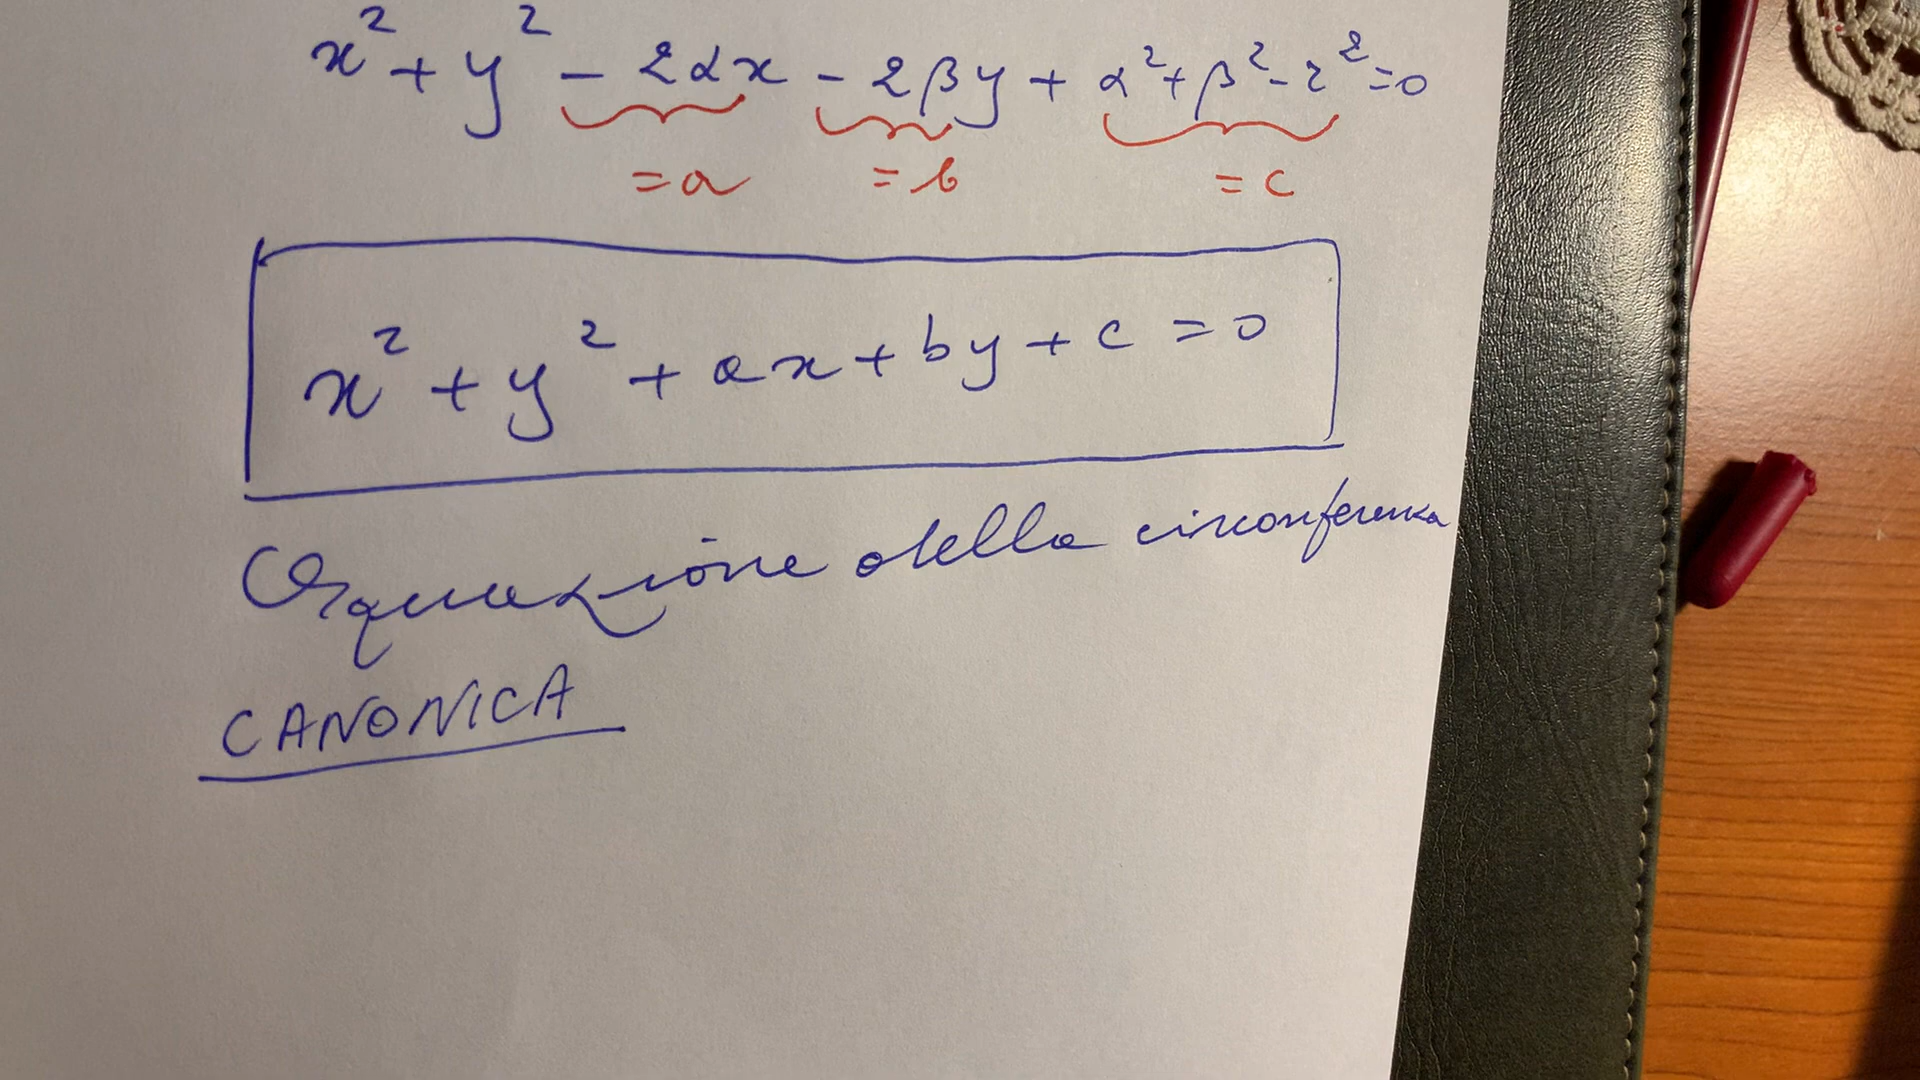 x² + y² - 2αx - 2βy + α² + β² - r² = 0
= a = b = c
x² + y² + ax + by + c = 0
Equazione della circonferenza
CANONICA